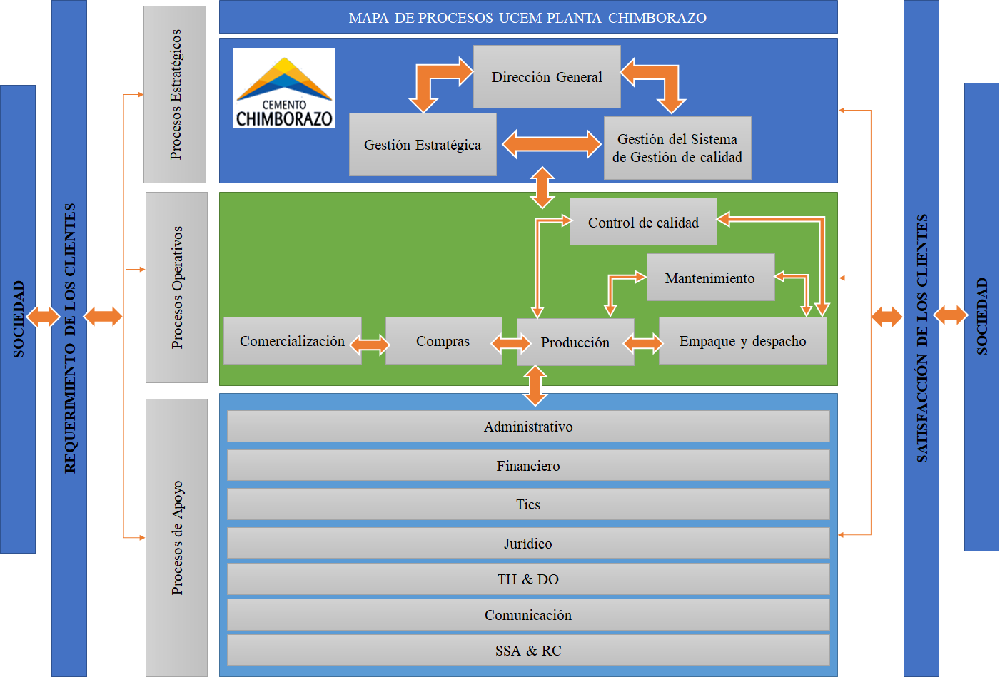 MAPA DE PROCESOS UCEM PLANTA CHIMBORAZO
SOCIEDAD
REQUERIMIENTO DE LOS CLIENTES
Procesos Estratégicos
CEMENTO
CHIMBORAZO
Dirección General
Gestión Estratégica
Gestión del Sistema
de Gestión de calidad
Procesos Operativos
Control de calidad
Mantenimiento
Comercialización
Compras
Producción
Empaque y despacho
Procesos de Apoyo
Administrativo
Financiero
Tics
Jurídico
TH & DO
Comunicación
SSA & RC
SATISFACCIÓN DE LOS CLIENTES
SOCIEDAD